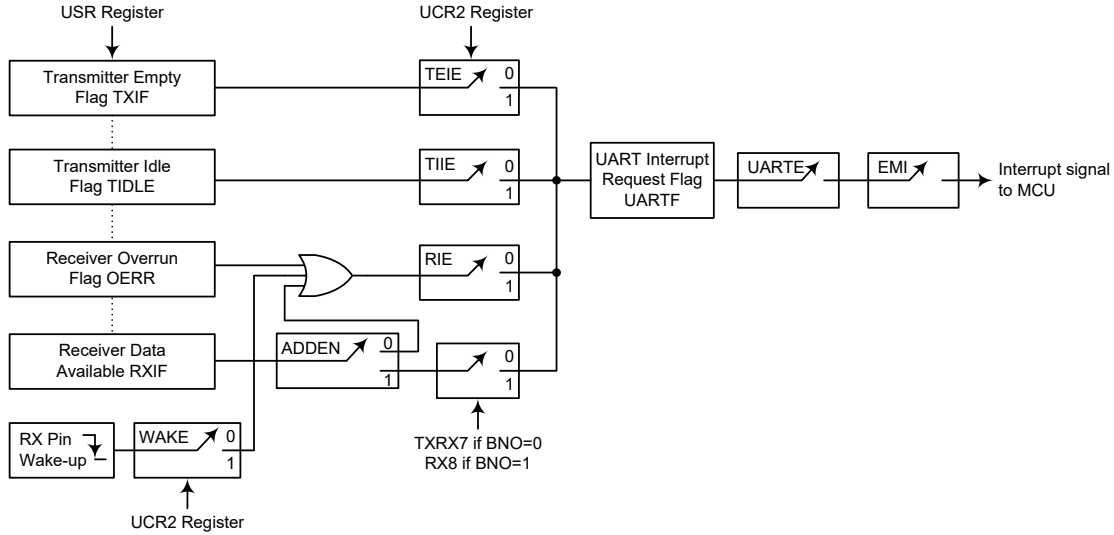 USR Register
UCR2 Register
Transmitter Empty
Flag TXIF
TEIE
0
1
Transmitter Idle
Flag TIDLE
TIIE
0
1
UART Interrupt
Request Flag
UARTF
UARTE
EMI
Interrupt signal
to MCU
Receiver Overrun
Flag OERR
RIE
0
1
Receiver Data
Available RXIF
ADDEN
0
1
0
1
RX Pin
Wake-up
WAKE
0
1
TXRX7 if BNO=0
RX8 if BNO=1
UCR2 Register